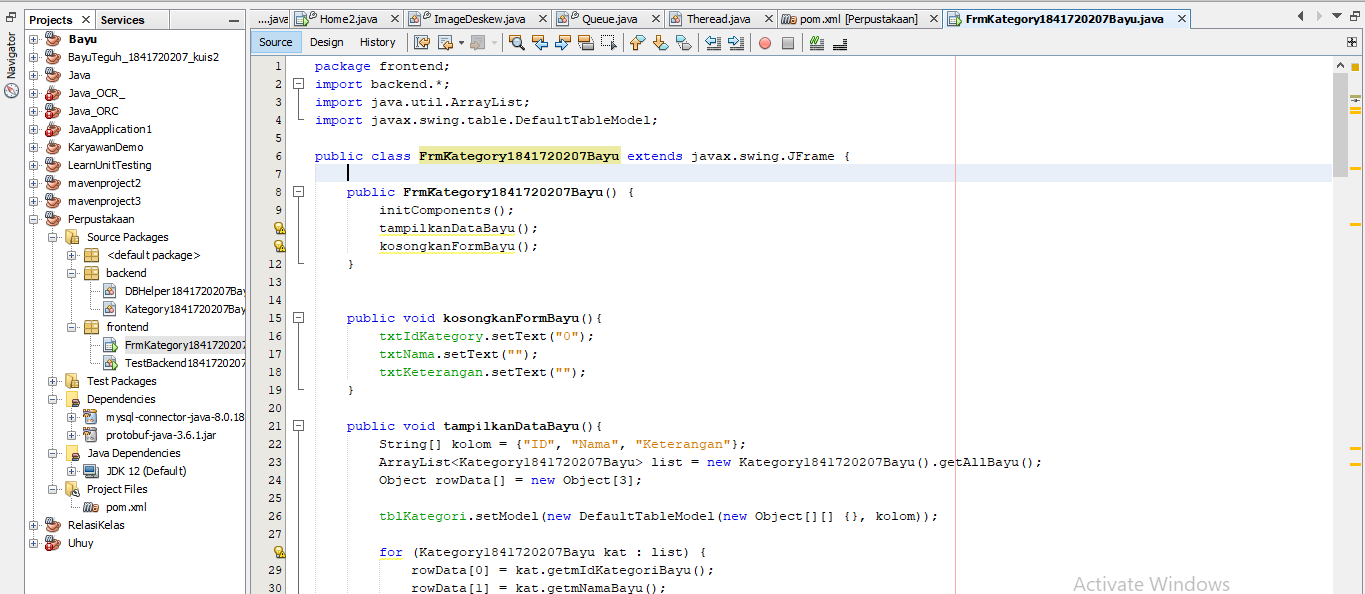 Projects
Services
....java
Home2.java
ImageDeskew.java
Queue.java
Theread.java
pom.xml [Perpustakaan]
FrmKategory1841720207Bayu.java
Navigator
Source
Design
History
Bayu
BayuTeguh_1841720207_kuis2
Java
Java_OCR_
Java_ORC
JavaApplication1
KaryawanDemo
LearnUnitTesting
mavenproject2
mavenproject3
Perpustakaan
Source Packages
<default package>
backend
DBHelper1841720207Bay
Kategory1841720207Bay
frontend
FrmKategory1841720207
TestBackend1841720207
Test Packages
Dependencies
mysql-connector-java-8.0.18
protobuf-java-3.6.1.jar
Java Dependencies
JDK 12 (Default)
Project Files
pom.xml
RelasiKelas
Uhuy
1 package frontend;
2 import backend.*;
3 import java.util.ArrayList;
4 import javax.swing.table.DefaultTableModel;
5
6 public class FrmKategory1841720207Bayu extends javax.swing.JFrame {
7
8 public FrmKategory1841720207Bayu() {
9 initComponents();
tampilkanDataBayu();
kosongkanFormBayu();
12 }
13
14
15 public void kosongkanFormBayu(){
16 txtIdKategory.setText("0");
17 txtNama.setText("");
18 txtKeterangan.setText("");
19 }
20
21 public void tampilkanDataBayu(){
22 String[] kolom = {"ID", "Nama", "Keterangan"};
23 ArrayList<Kategory1841720207Bayu> list = new Kategory1841720207Bayu().getAllBayu();
24 Object rowData[] = new Object[3];
25
26 tblKategori.setModel(new DefaultTableModel(new Object[][] {}, kolom));
27
for (Kategory1841720207Bayu kat : list) {
29 rowData[0] = kat.getmIdKategoriBayu();
30 rowData[1] = kat.getmNamaBayu();
Activate Windows